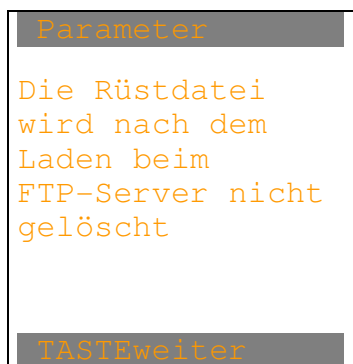 Parameter
Die Rüstdatei
wird nach dem
Laden beim
FTP-Server nicht
gelöscht
TASTEweiter